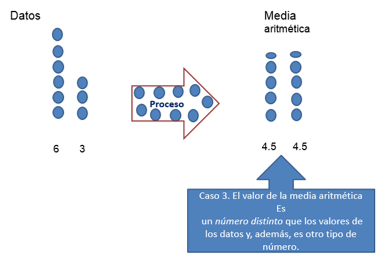 Datos
Media
aritmética
Proceso
6 3
4.5 4.5
Caso 3. El valor de la media aritmética
Es
un número distinto que los valores de
los datos y, además, es otro tipo de
número.